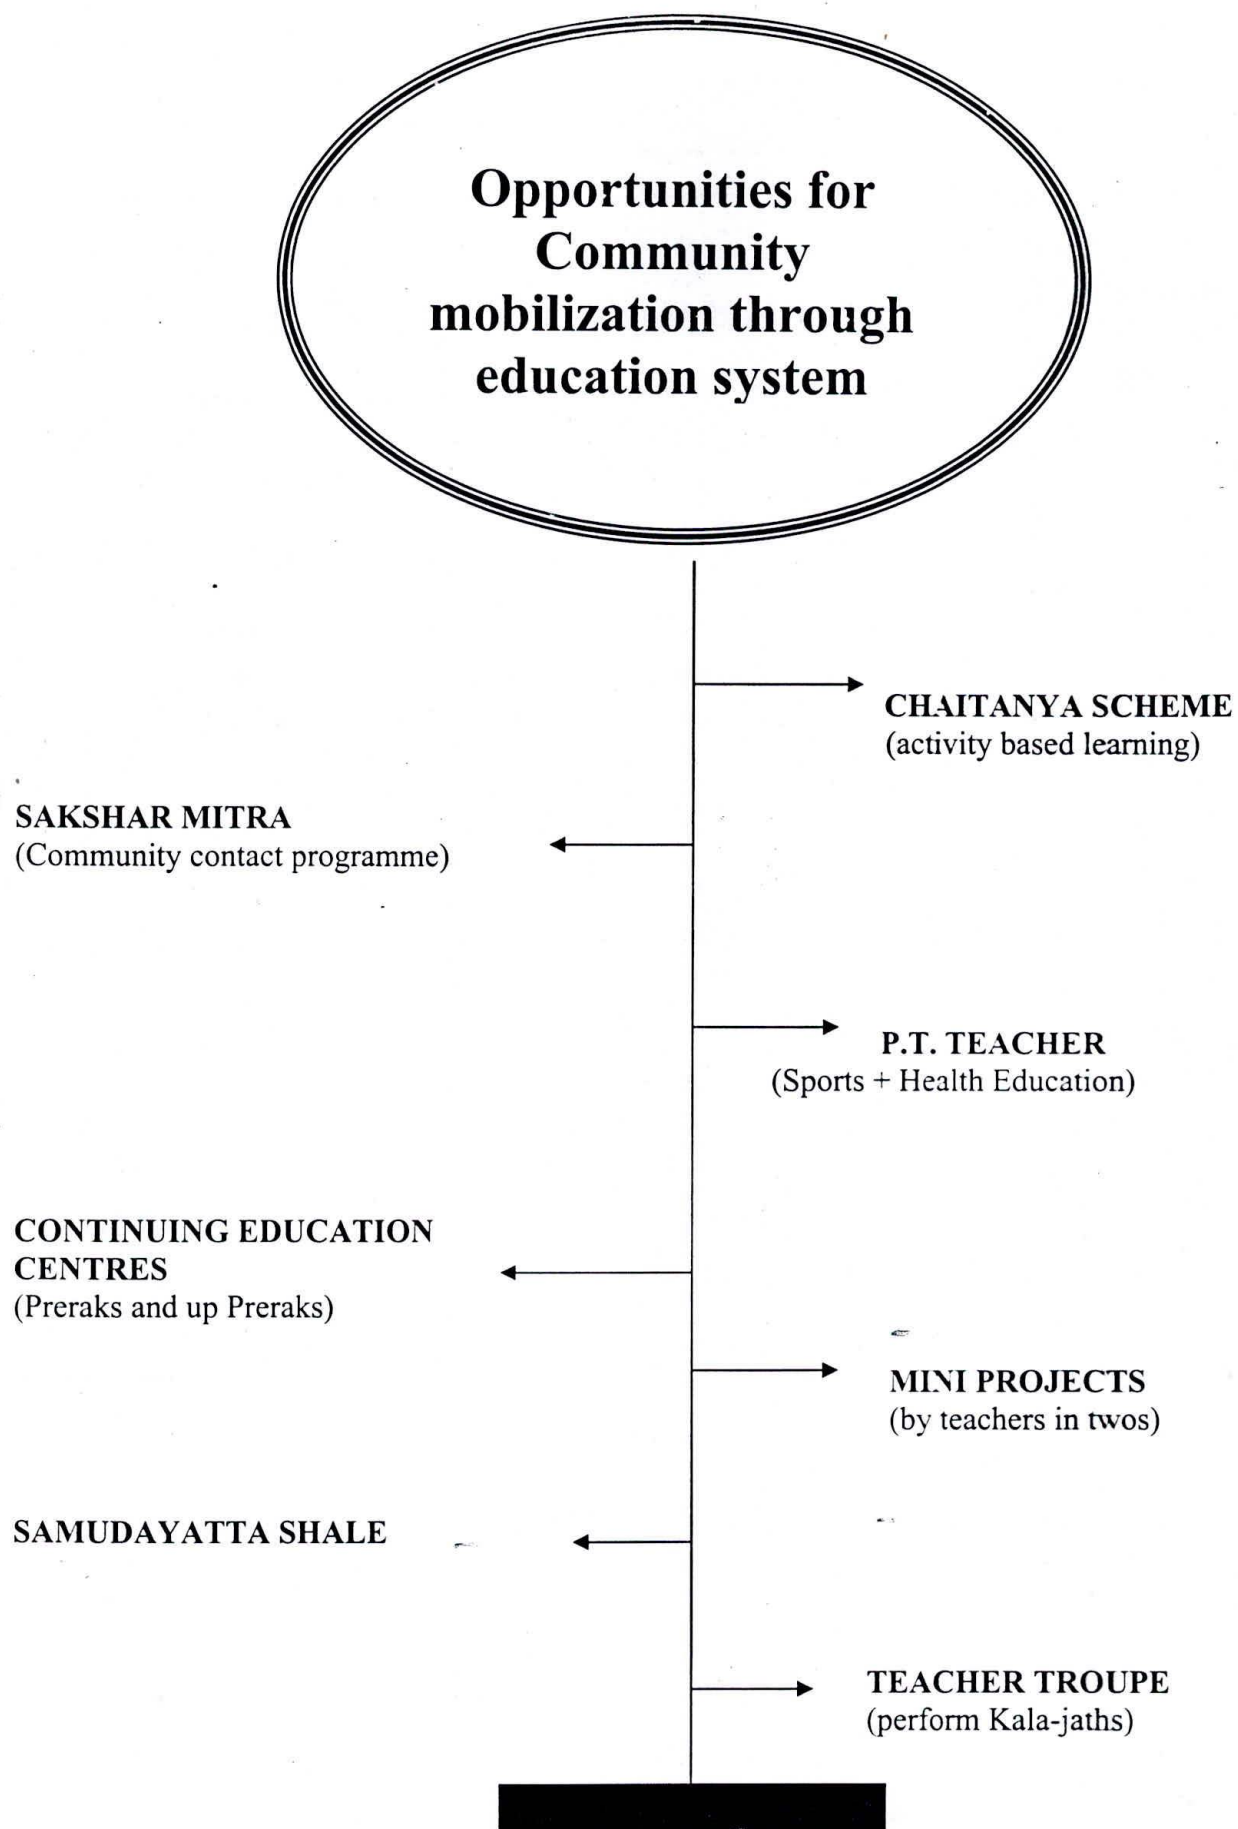 Opportunities for
Community
mobilization through
education system
CHAITANYA SCHEME
(activity based learning)
SAKSHAR MITRA
(Community contact programme)
P.T. TEACHER
(Sports + Health Education)
CONTINUING EDUCATION
CENTRES
(Preraks and up Preraks)
MINI PROJECTS
(by teachers in twos)
SAMUDAYATTA SHALE
TEACHER TROUPE
(perform Kala-jaths)